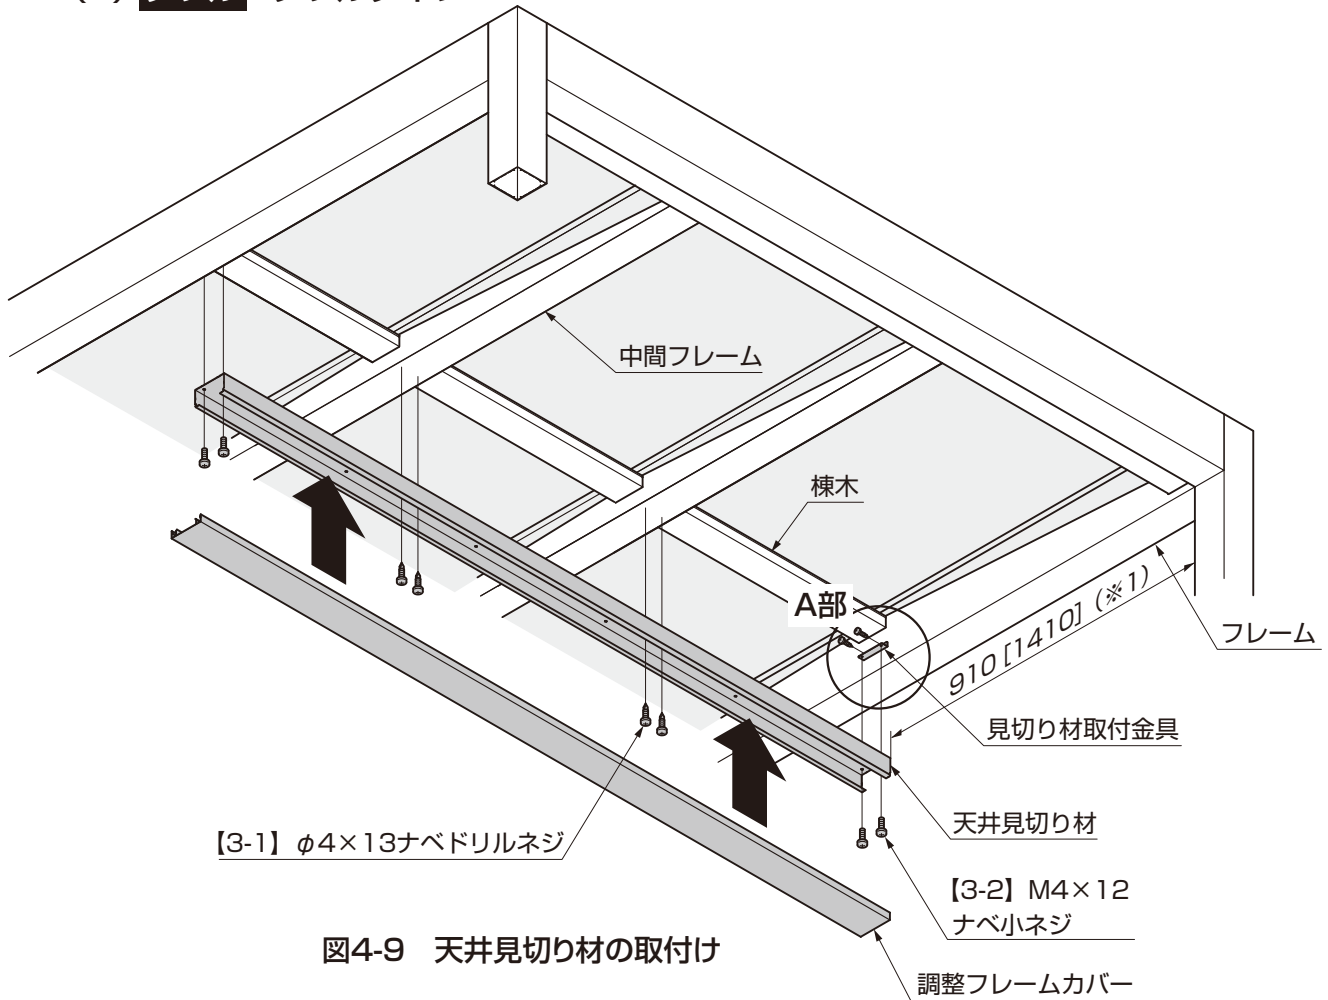 中間フレーム
棟木
A部
910 [1410] (※1)
フレーム
見切り材取付金具
天井見切り材
【3-1】φ4×13ナベドリルネジ
【3-2】M4×12
ナベ小ネジ
図4-9 天井見切り材の取付け
調整フレームカバー